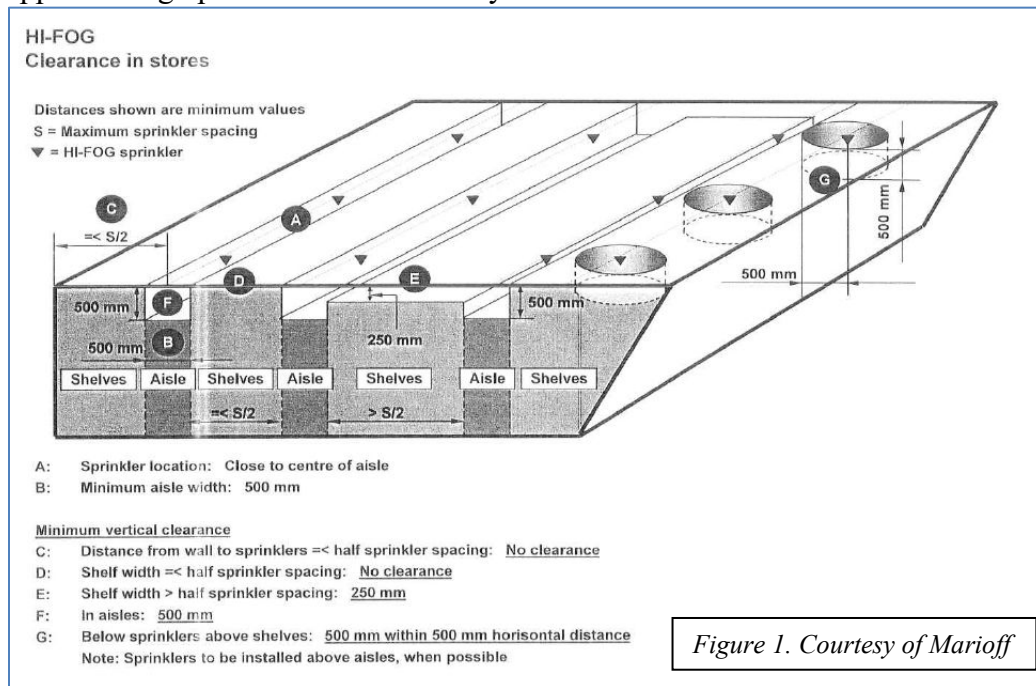 HI-FOG
Clearance in stores
Distances shown are minimum values
S = Maximum sprinkler spacing
▼ = HI-FOG sprinkler
C
=< S/2
A
G
500 mm
500 mm
D
E
500 mm
F
500 mm
250 mm
500 mm
B
Shelves
Aisle
Shelves
Aisle
Shelves
Aisle
Shelves
=< S/2
> S/2
A: Sprinkler location: Close to centre of aisle
B: Minimum aisle width: 500 mm
Minimum vertical clearance
C: Distance from wall to sprinklers =< half sprinkler spacing: No clearance
D: Shelf width =< half sprinkler spacing: No clearance
E: Shelf width > half sprinkler spacing: 250 mm
F: In aisles: 500 mm
G: Below sprinklers above shelves: 500 mm within 500 mm horisontal distance
Note: Sprinklers to be installed above aisles, when possible
Figure 1. Courtesy of Marioff